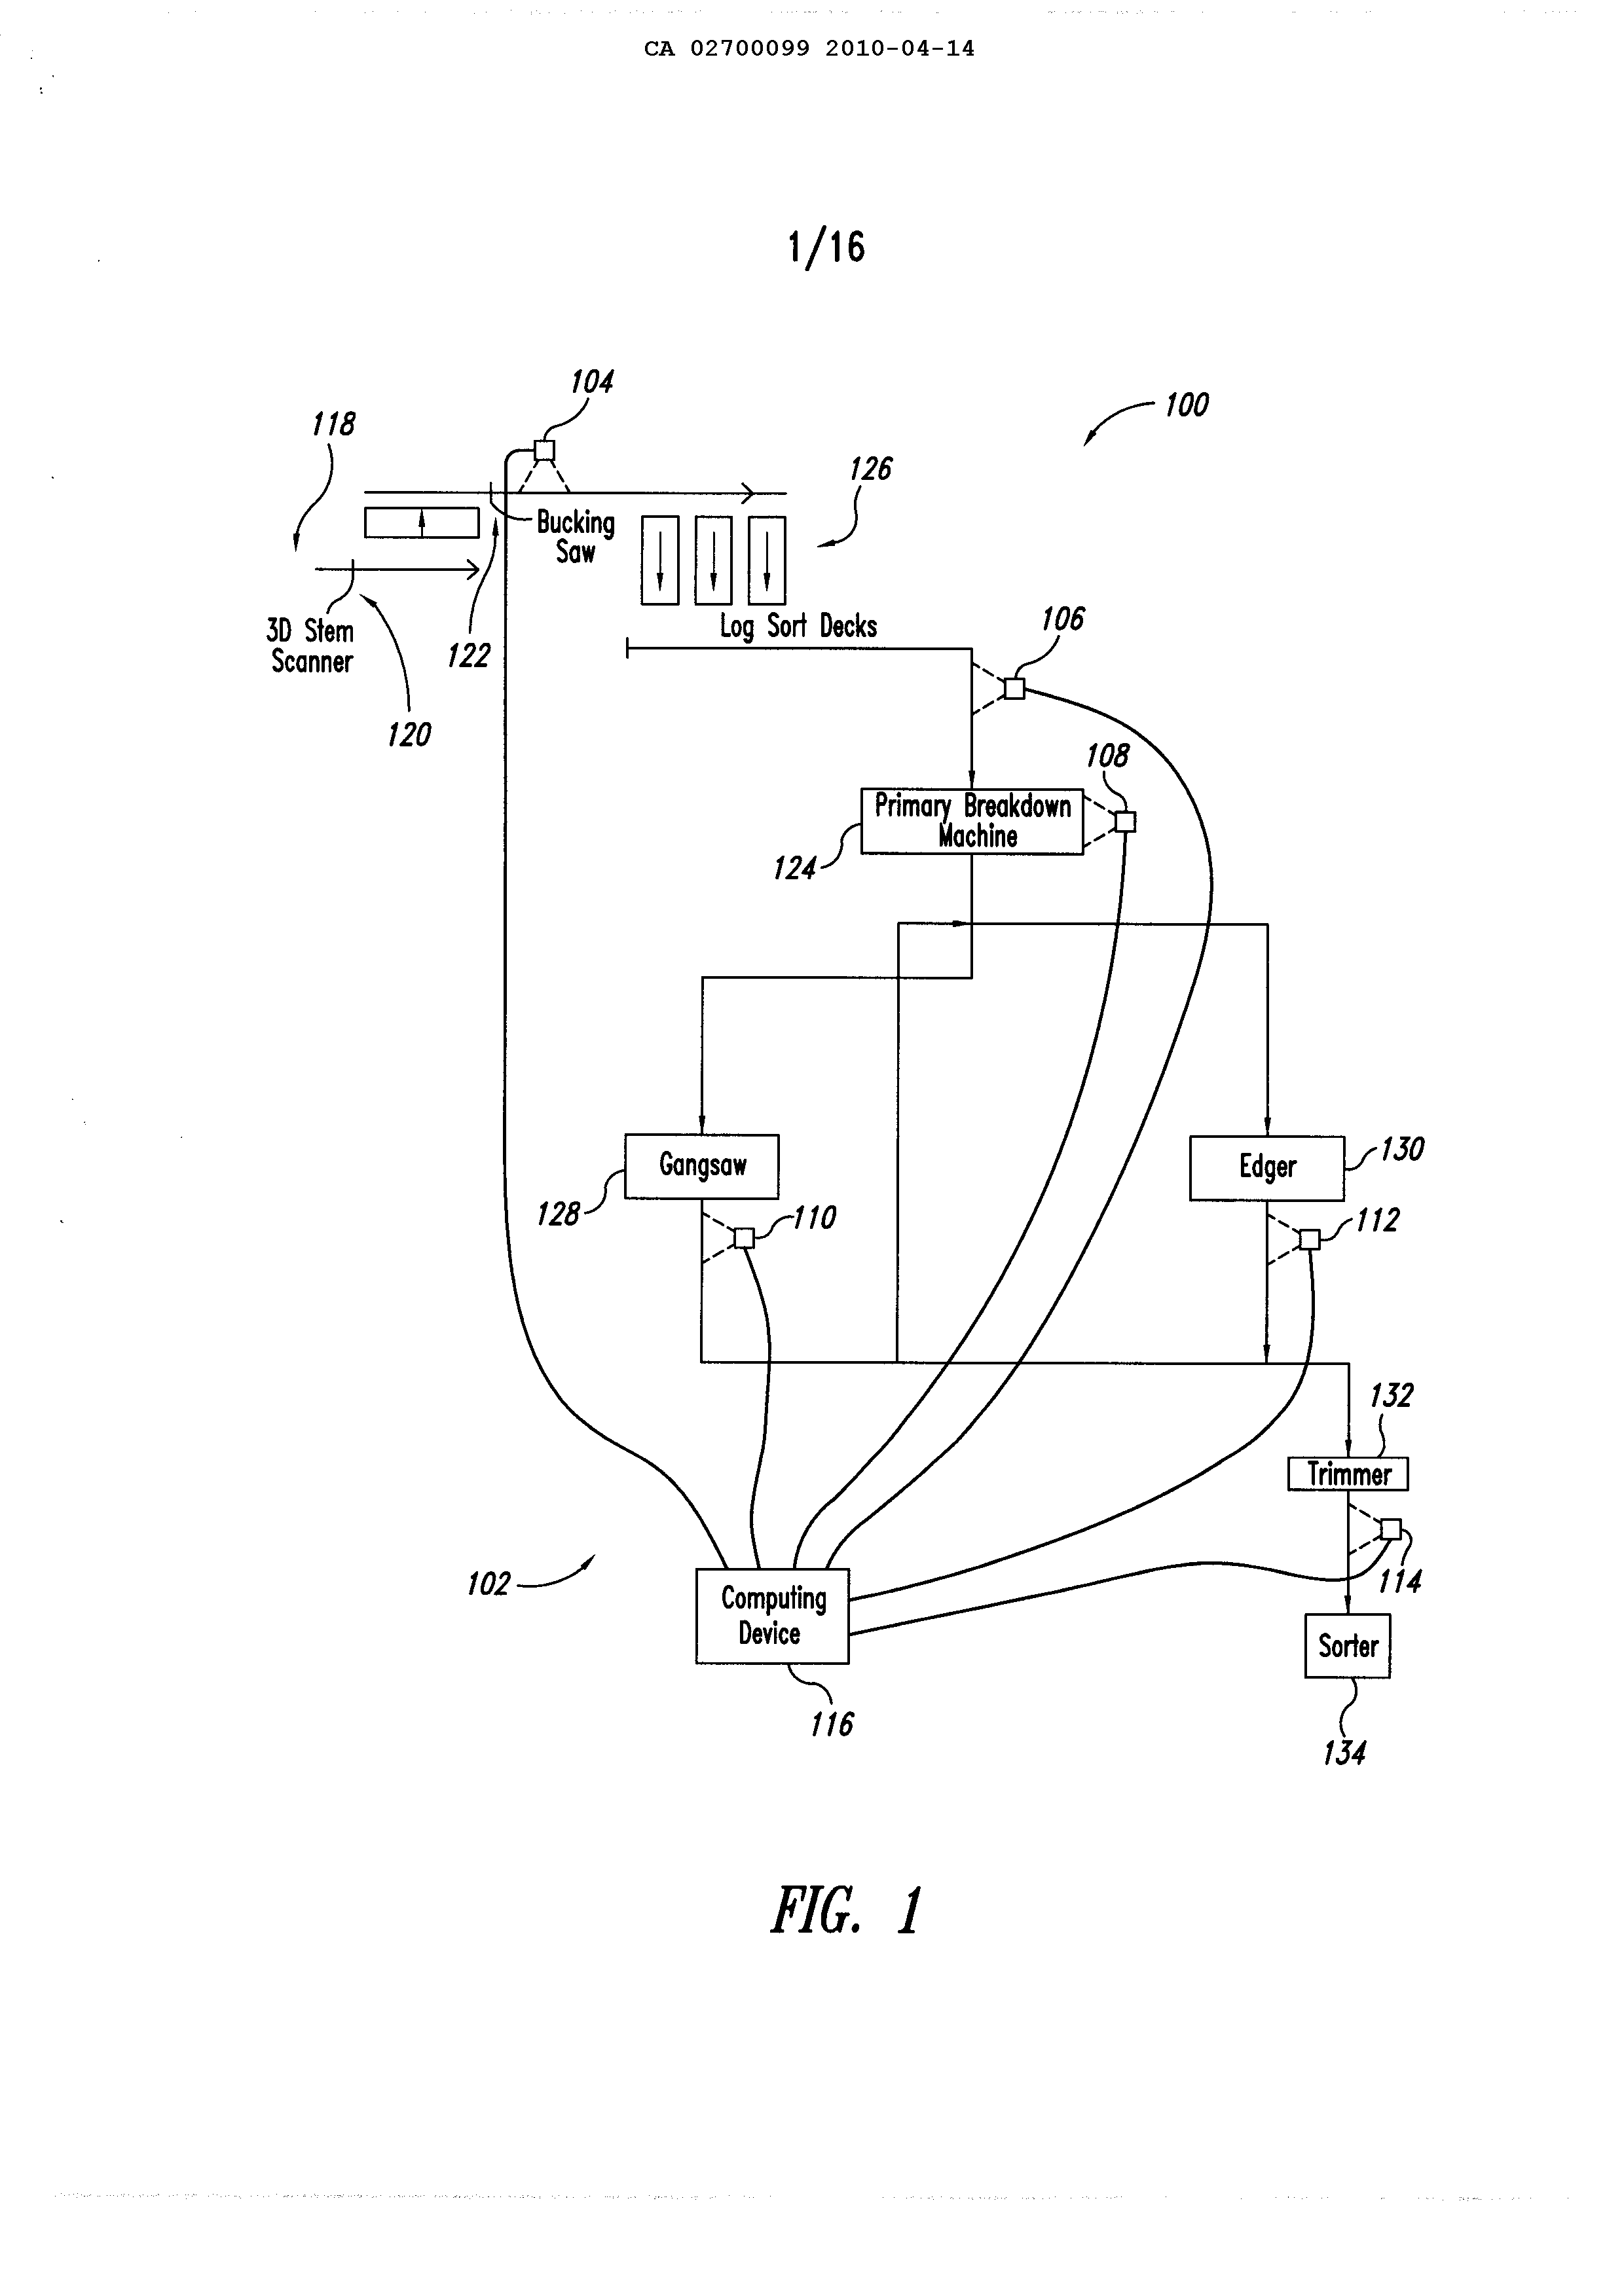 CA 02700099 2010-04-14
1/16
104
100
118
126
Bucking
Saw
Log Sort Decks
106
3D Stem
Scanner
122
120
108
Primary Breakdown
Machine
124
Gangsaw
Edger
130
128
110
112
132
Trimmer
102
Computing
Device
114
Sorter
116
134
FIG. 1